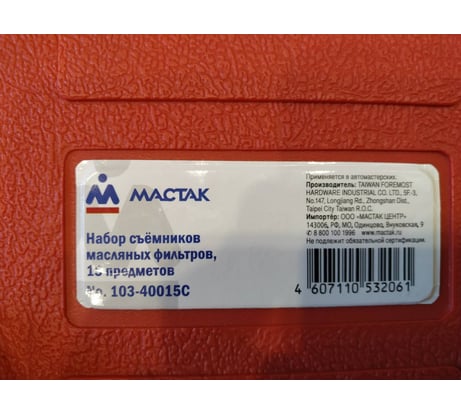 МАСТАК
Набор съёмников
масляных фильтров,
15 предметов
No. 103-40015C
Применяется в автомастерских.
Производитель: TAIWAN FOREMOST
HARDWARE INDUSTRIAL CO. LTD., 5F.-3,
No.147, Longjiang Rd., Zhongshan Dist.,
Taipei City Taiwan R.O.C.
Импортёр: ООО «МАСТАК ЦЕНТР»
143006, РФ, МО, Одинцово, Внуковская, 9
✆ 8 800 100 1996 www.mactak.ru
Не подлежит обязательной сертификации.
4 607110 532061